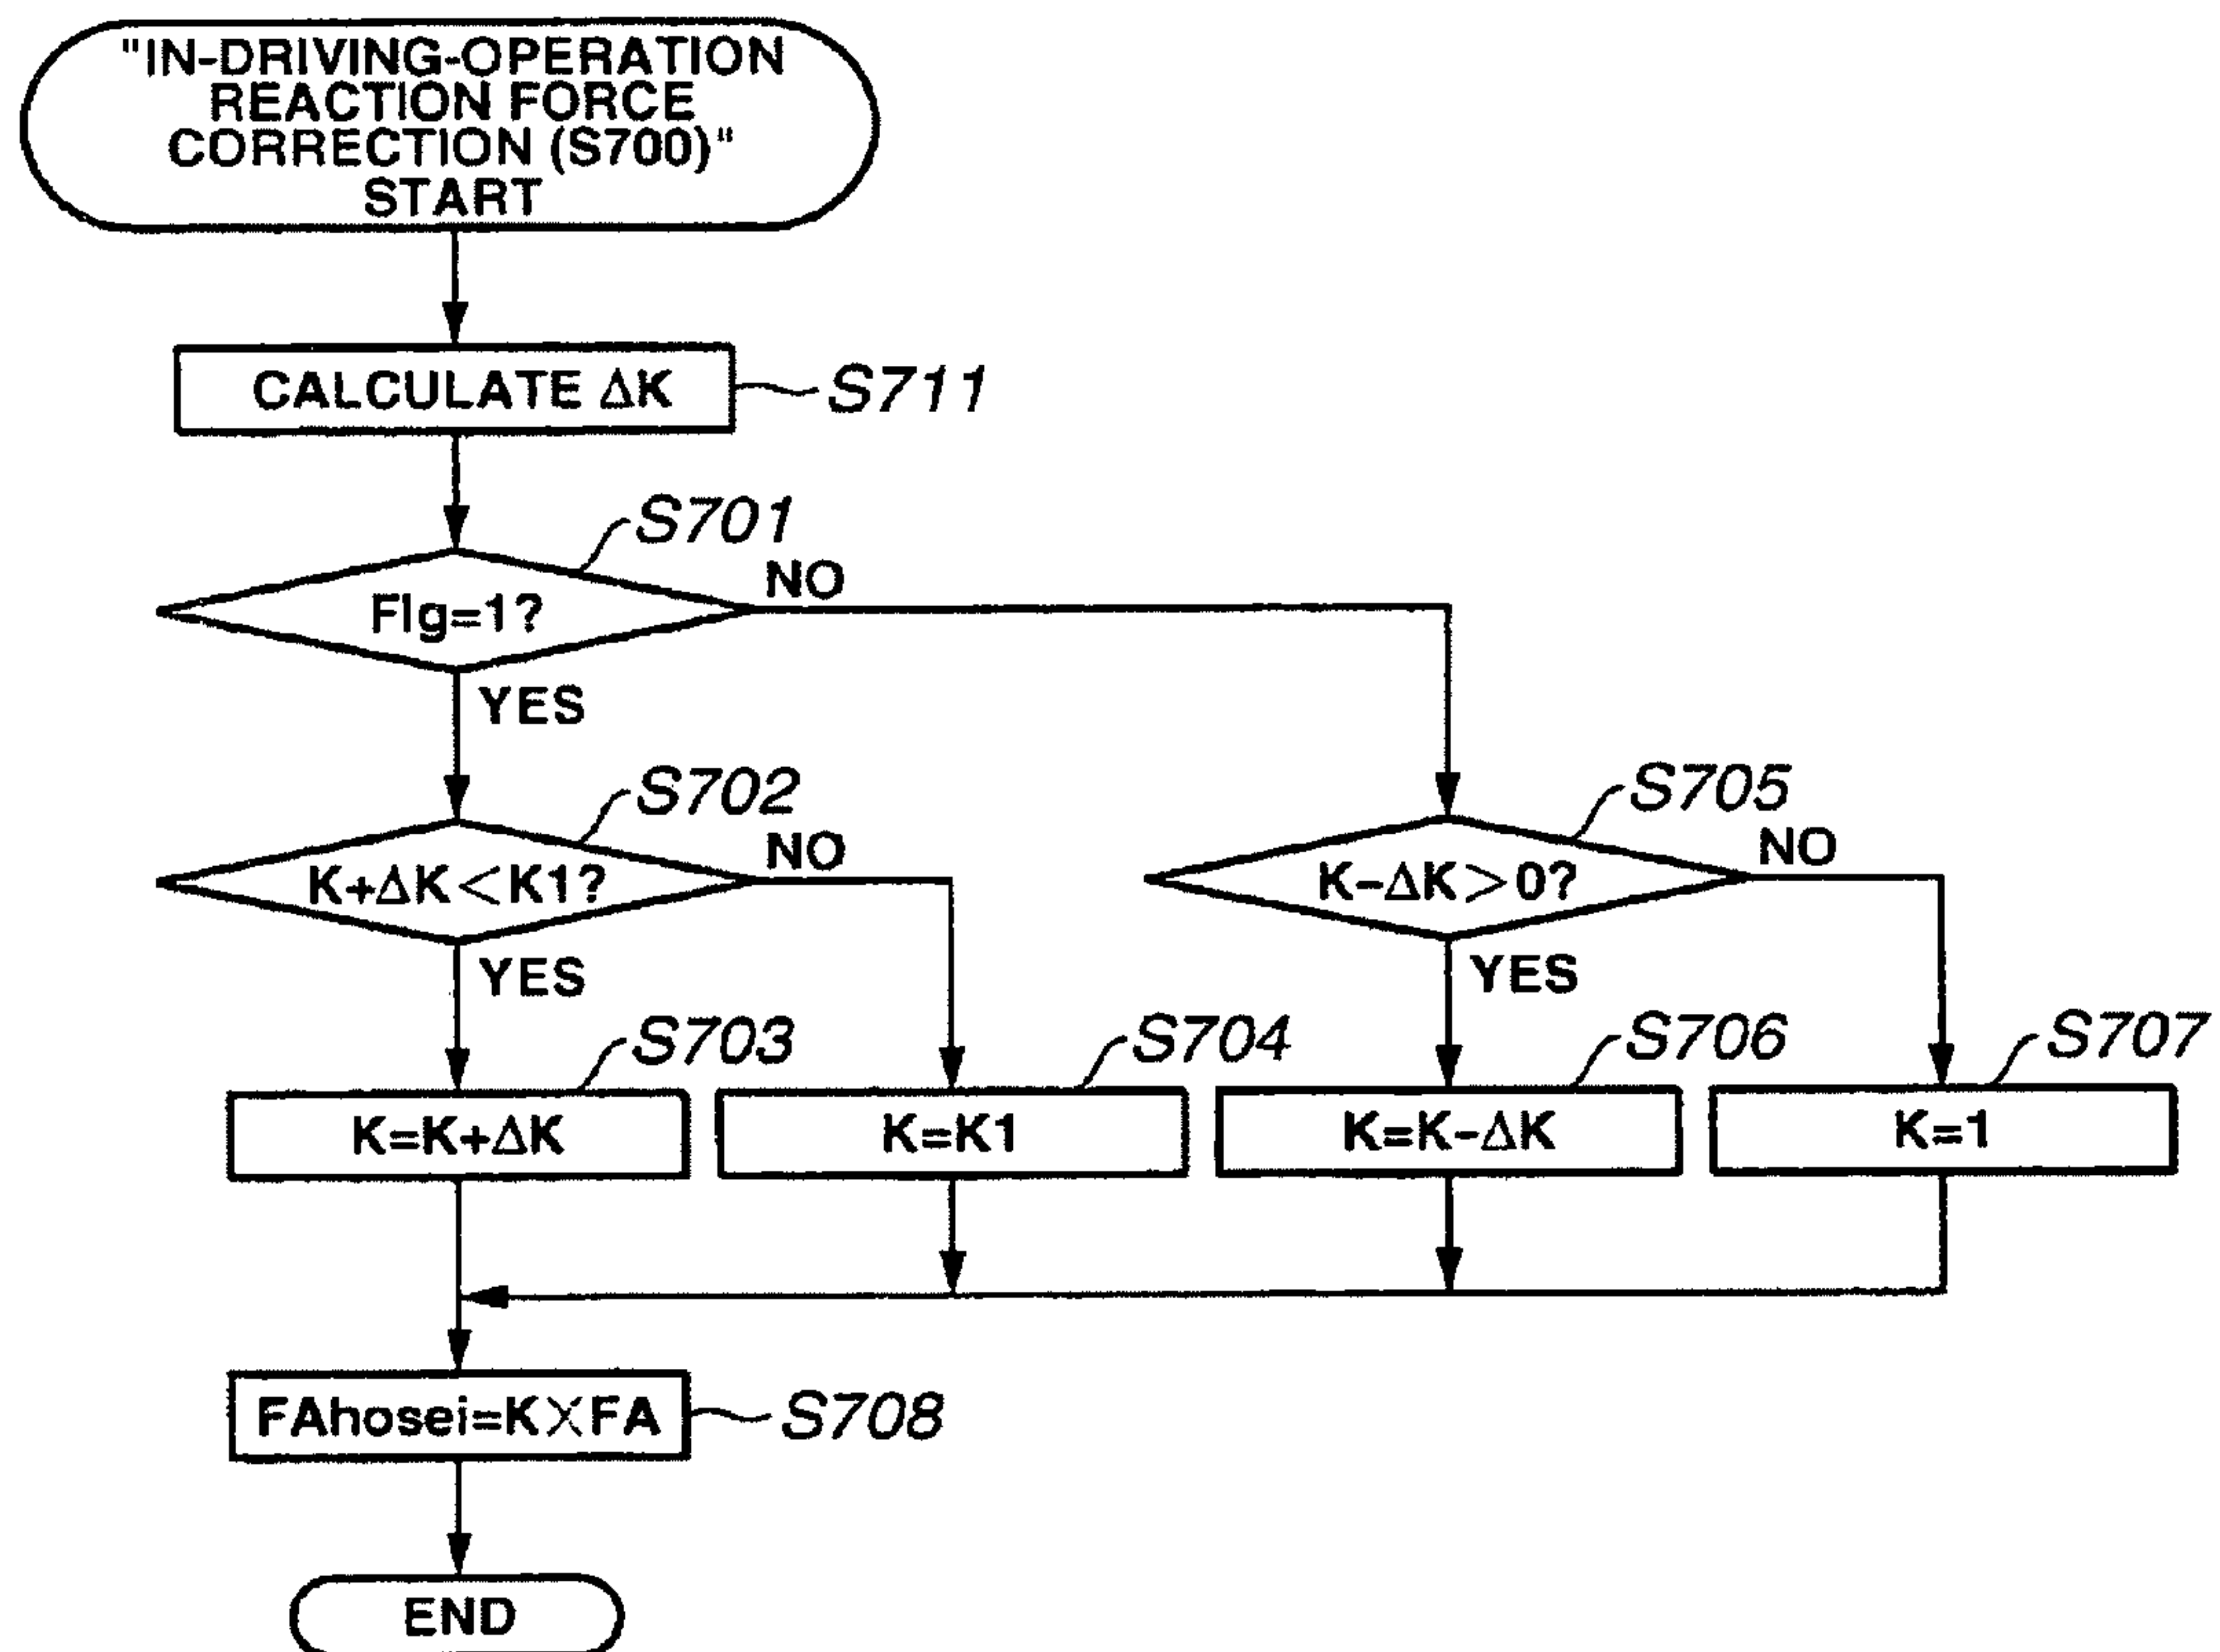 "IN-DRIVING-OPERATION
REACTION FORCE
CORRECTION (S700)"
START
CALCULATE ΔK
S711
S701
Flg=1?
NO
YES
S702
K+ΔK<K1?
NO
YES
S705
K-ΔK>0?
NO
YES
S703
K=K+ΔK
S704
K=K1
S706
K=K-ΔK
S707
K=1
FAhosei=K×FA
S708
END